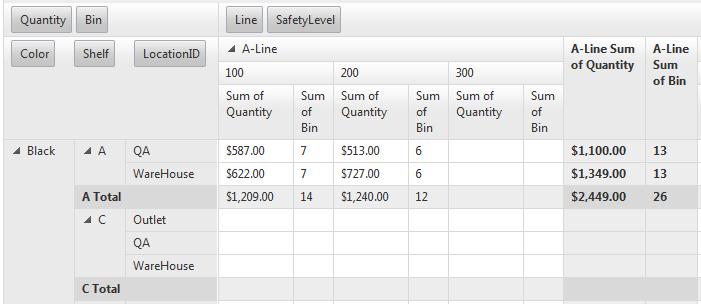 Quantity Bin Line SafetyLevel
Color Shelf LocationID A-Line A-Line Sum of Quantity A-Line Sum of Bin
100 200 300
Sum of Quantity Sum of Bin Sum of Quantity Sum of Bin Sum of Quantity Sum of Bin
Black A QA $587.00 7 $513.00 6 $1,100.00 13
WareHouse $622.00 7 $727.00 6 $1,349.00 13
A Total $1,209.00 14 $1,240.00 12 $2,449.00 26
C Outlet
QA
WareHouse
C Total